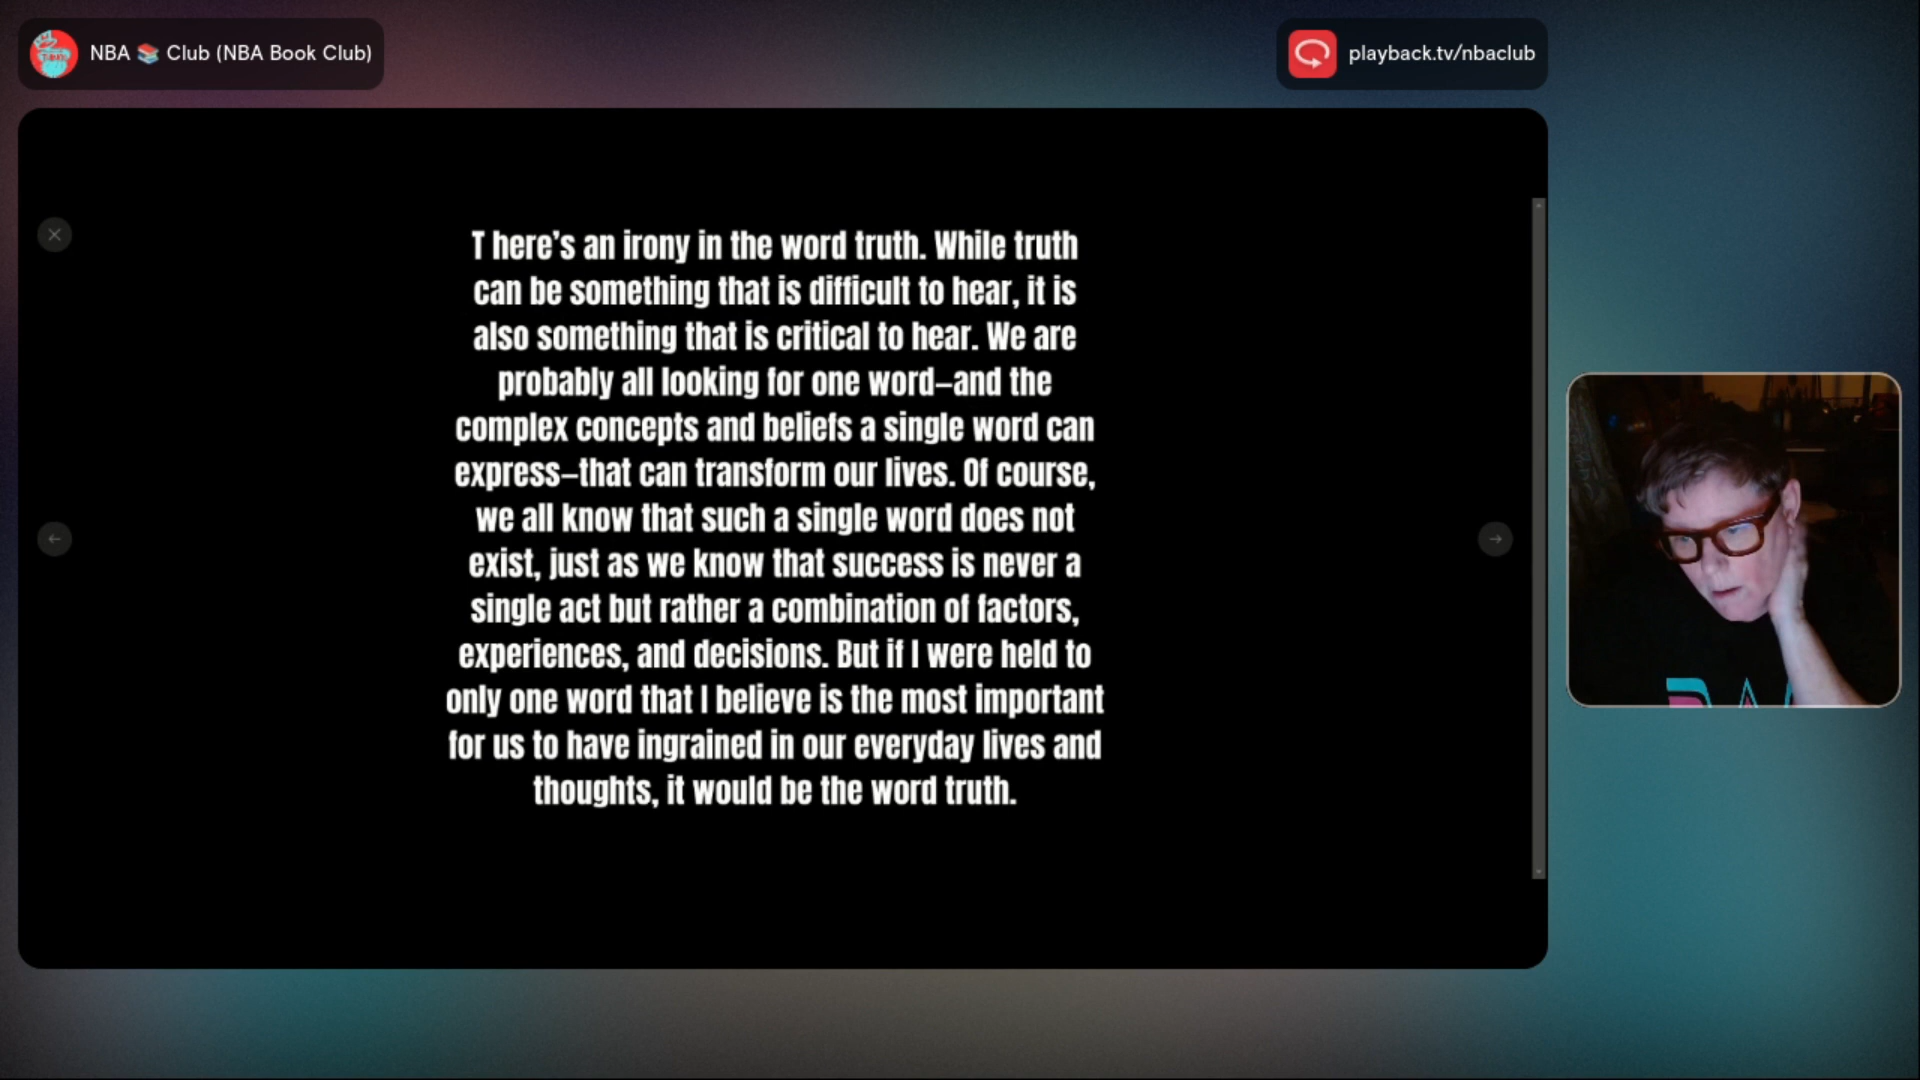 NBA 📚 Club (NBA Book Club)
playback.tv/nbaclub
T here’s an irony in the word truth. While truth
can be something that is difficult to hear, it is
also something that is critical to hear. We are
probably all looking for one word—and the
complex concepts and beliefs a single word can
express—that can transform our lives. Of course,
we all know that such a single word does not
exist, just as we know that success is never a
single act but rather a combination of factors,
experiences, and decisions. But if I were held to
only one word that I believe is the most important
for us to have ingrained in our everyday lives and
thoughts, it would be the word truth.